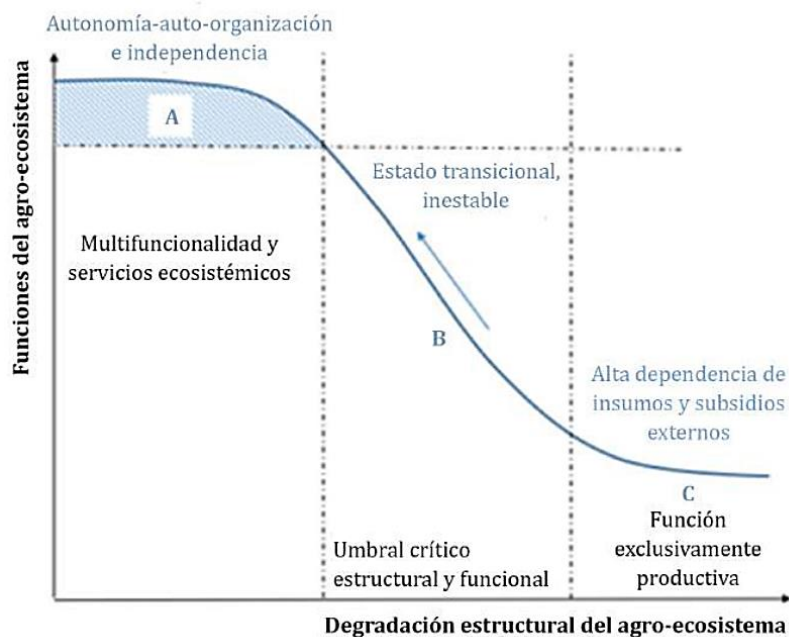 Autonomía-auto-organización
e independencia
Funciones del agro-ecosistema
A
Estado transicional,
inestable
Multifuncionalidad y
servicios ecosistémicos
B
Alta dependencia de
insumos y subsidios
externos
C
Función
exclusivamente
productiva
Umbral crítico
estructural y funcional
Degradación estructural del agro-ecosistema